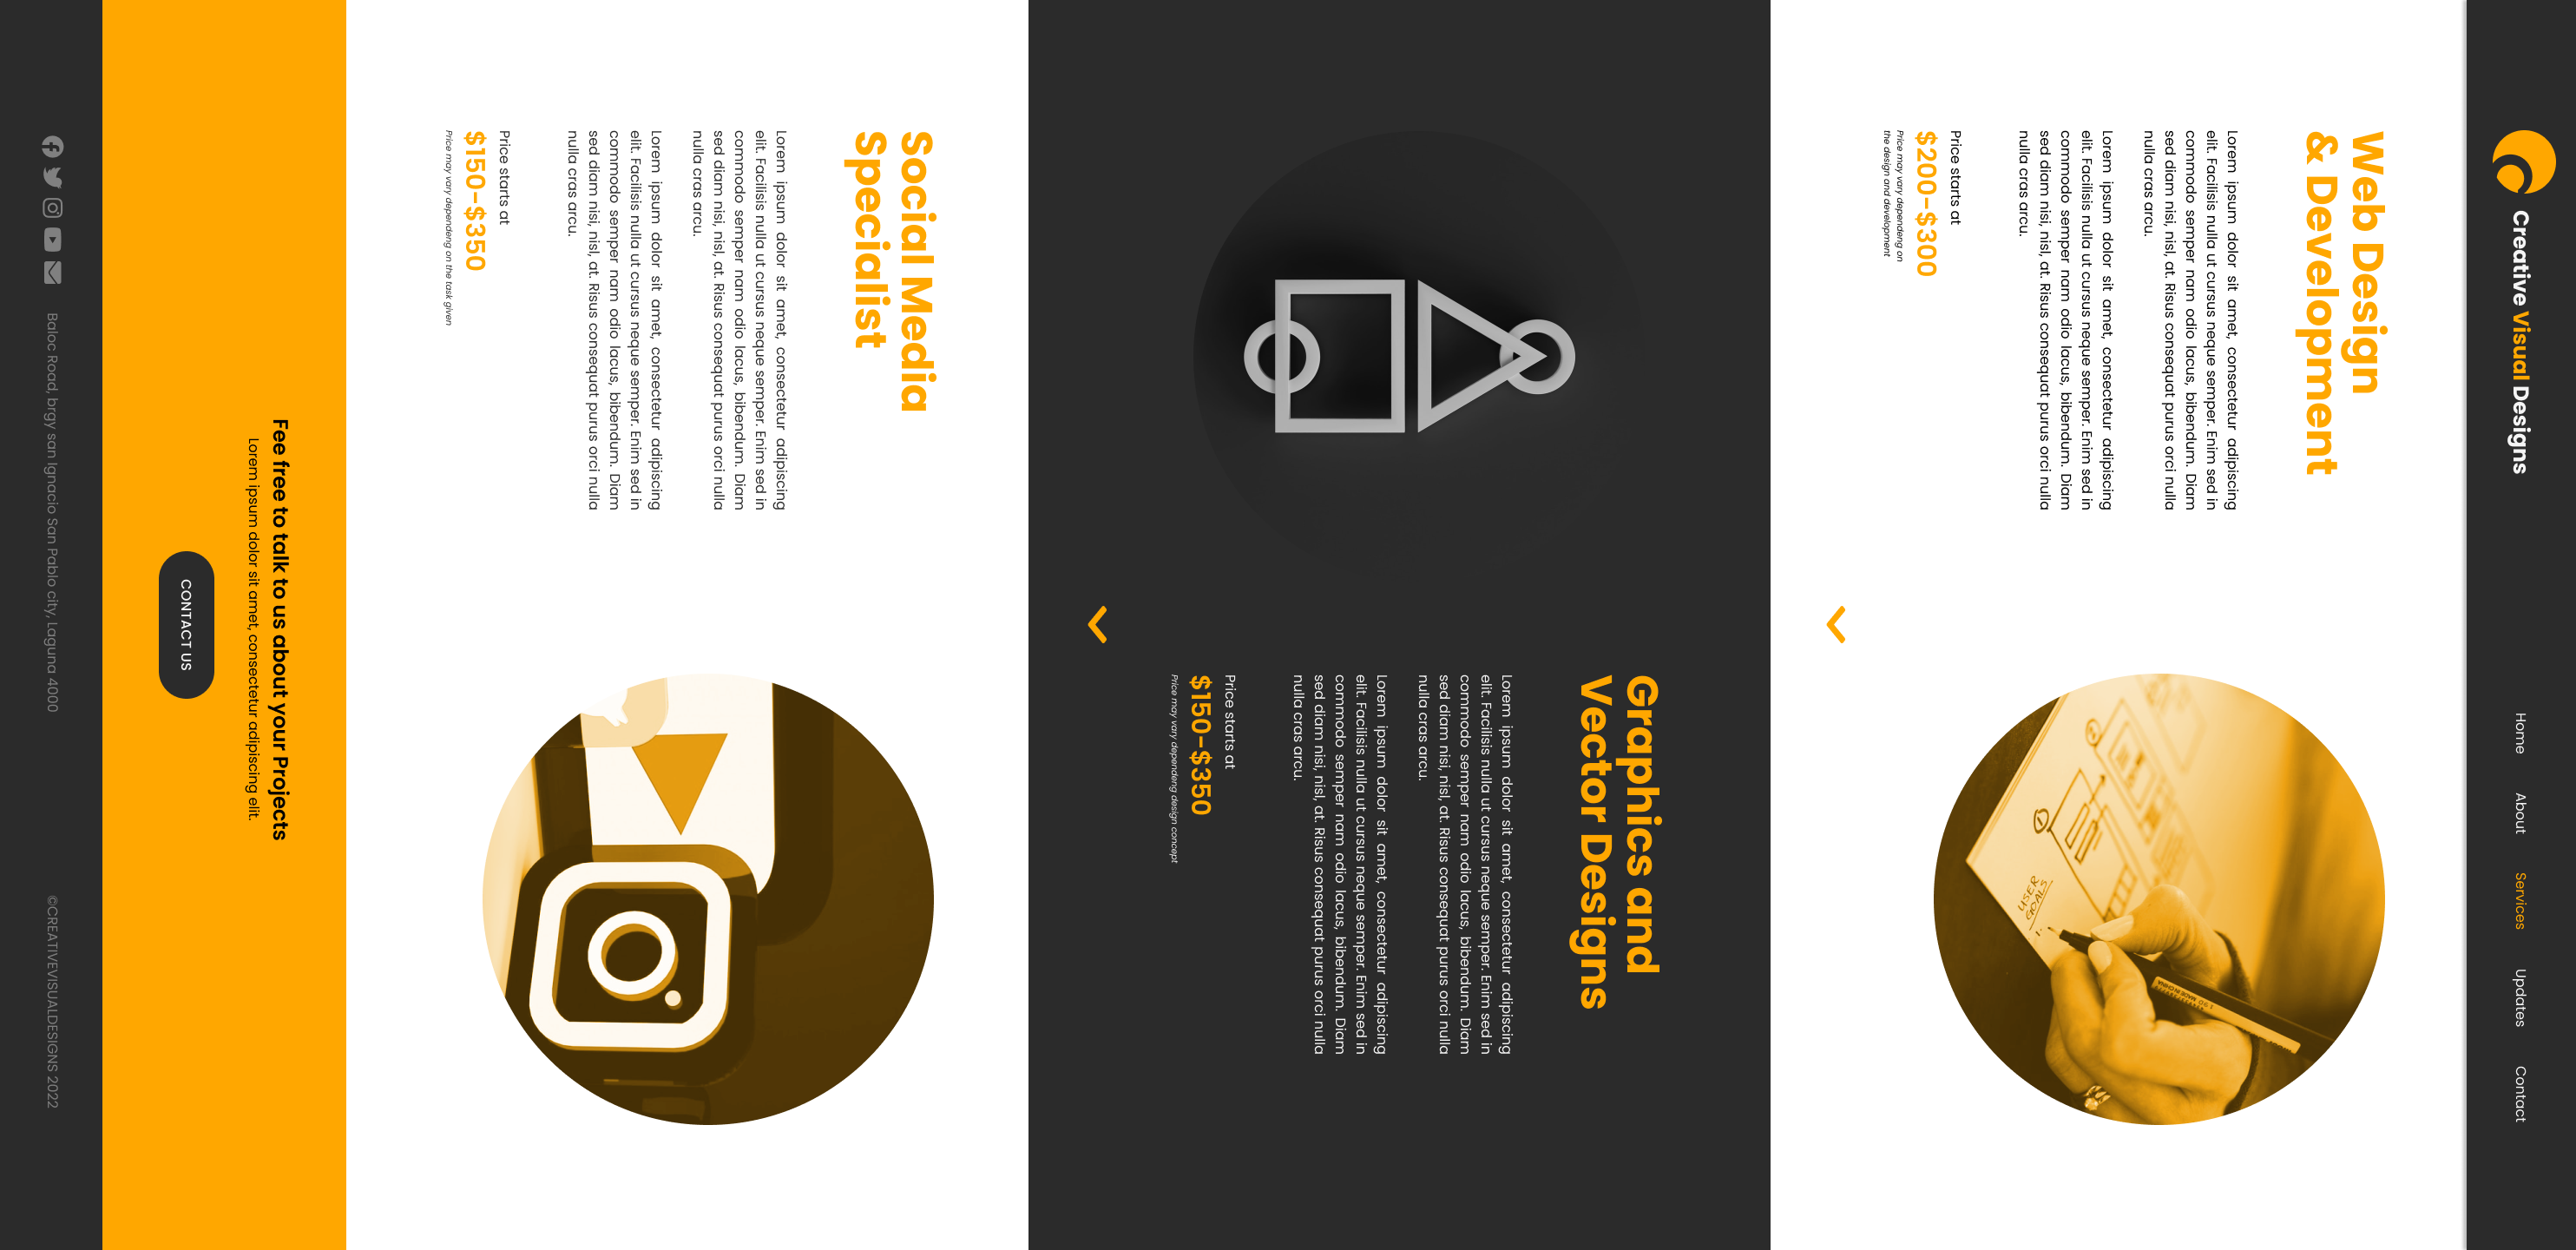 Creative Visual Designs
Home
About
Services
Updates
Contact
Web Design
& Development
Lorem ipsum dolor sit amet, consectetur adipiscing
elit. Facilisis nulla ut cursus neque semper. Enim sed in
commodo semper nam odio lacus, bibendum. Diam
sed diam nisi, nisl, at. Risus consequat purus orci nulla
nulla cras arcu.
Lorem ipsum dolor sit amet, consectetur adipiscing
elit. Facilisis nulla ut cursus neque semper. Enim sed in
commodo semper nam odio lacus, bibendum. Diam
sed diam nisi, nisl, at. Risus consequat purus orci nulla
nulla cras arcu.
Price starts at
$200-$300
Price may vary dependeng on
the design and development
USER
GOALS
1.
Graphics and
Vector Designs
Lorem ipsum dolor sit amet, consectetur adipiscing
elit. Facilisis nulla ut cursus neque semper. Enim sed in
commodo semper nam odio lacus, bibendum. Diam
sed diam nisi, nisl, at. Risus consequat purus orci nulla
nulla cras arcu.
Lorem ipsum dolor sit amet, consectetur adipiscing
elit. Facilisis nulla ut cursus neque semper. Enim sed in
commodo semper nam odio lacus, bibendum. Diam
sed diam nisi, nisl, at. Risus consequat purus orci nulla
nulla cras arcu.
Price starts at
$150-$350
Price may vary dependeng design concept
Social Media
Specialist
Lorem ipsum dolor sit amet, consectetur adipiscing
elit. Facilisis nulla ut cursus neque semper. Enim sed in
commodo semper nam odio lacus, bibendum. Diam
sed diam nisi, nisl, at. Risus consequat purus orci nulla
nulla cras arcu.
Lorem ipsum dolor sit amet, consectetur adipiscing
elit. Facilisis nulla ut cursus neque semper. Enim sed in
commodo semper nam odio lacus, bibendum. Diam
sed diam nisi, nisl, at. Risus consequat purus orci nulla
nulla cras arcu.
Price starts at
$150-$350
Price may vary dependeng on the task given
Fee free to talk to us about your Projects
Lorem ipsum dolor sit amet, consectetur adipiscing elit.
CONTACT US
Baloc Road, brgy san Ignacio San Pablo city, Laguna 4000
©CREATIVEVISUALDESIGNS 2022